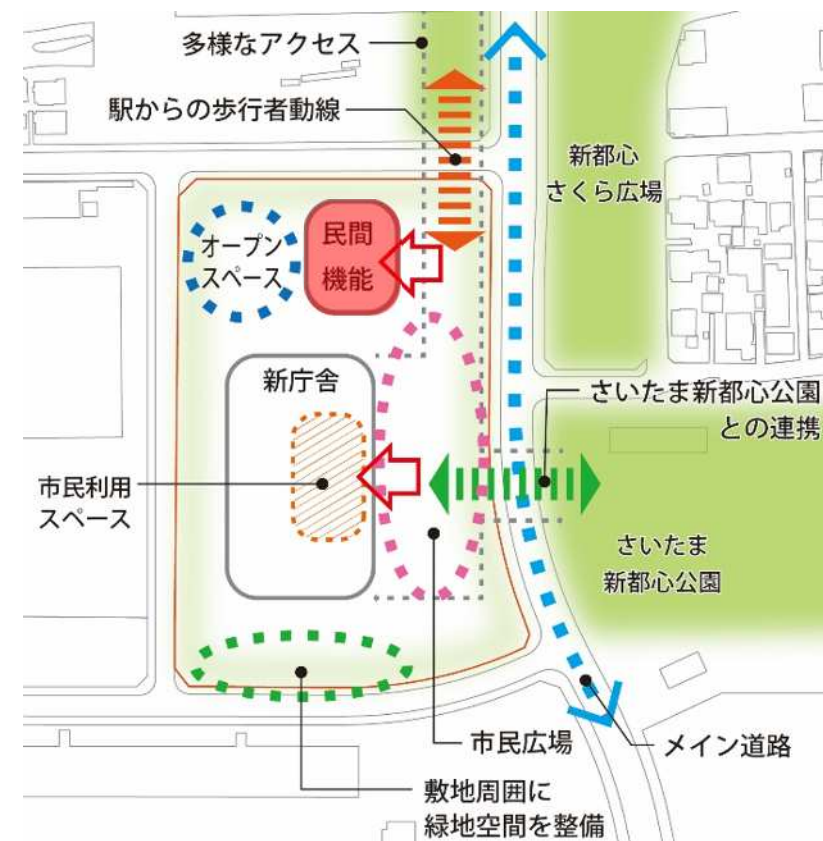 多様なアクセス
駅からの歩行者動線
新都心
さくら広場
オープン
スペース
民間
機能
新庁舎
さいたま新都心公園
との連携
市民利用
スペース
さいたま
新都心公園
市民広場
メイン道路
敷地周囲に
緑地空間を整備